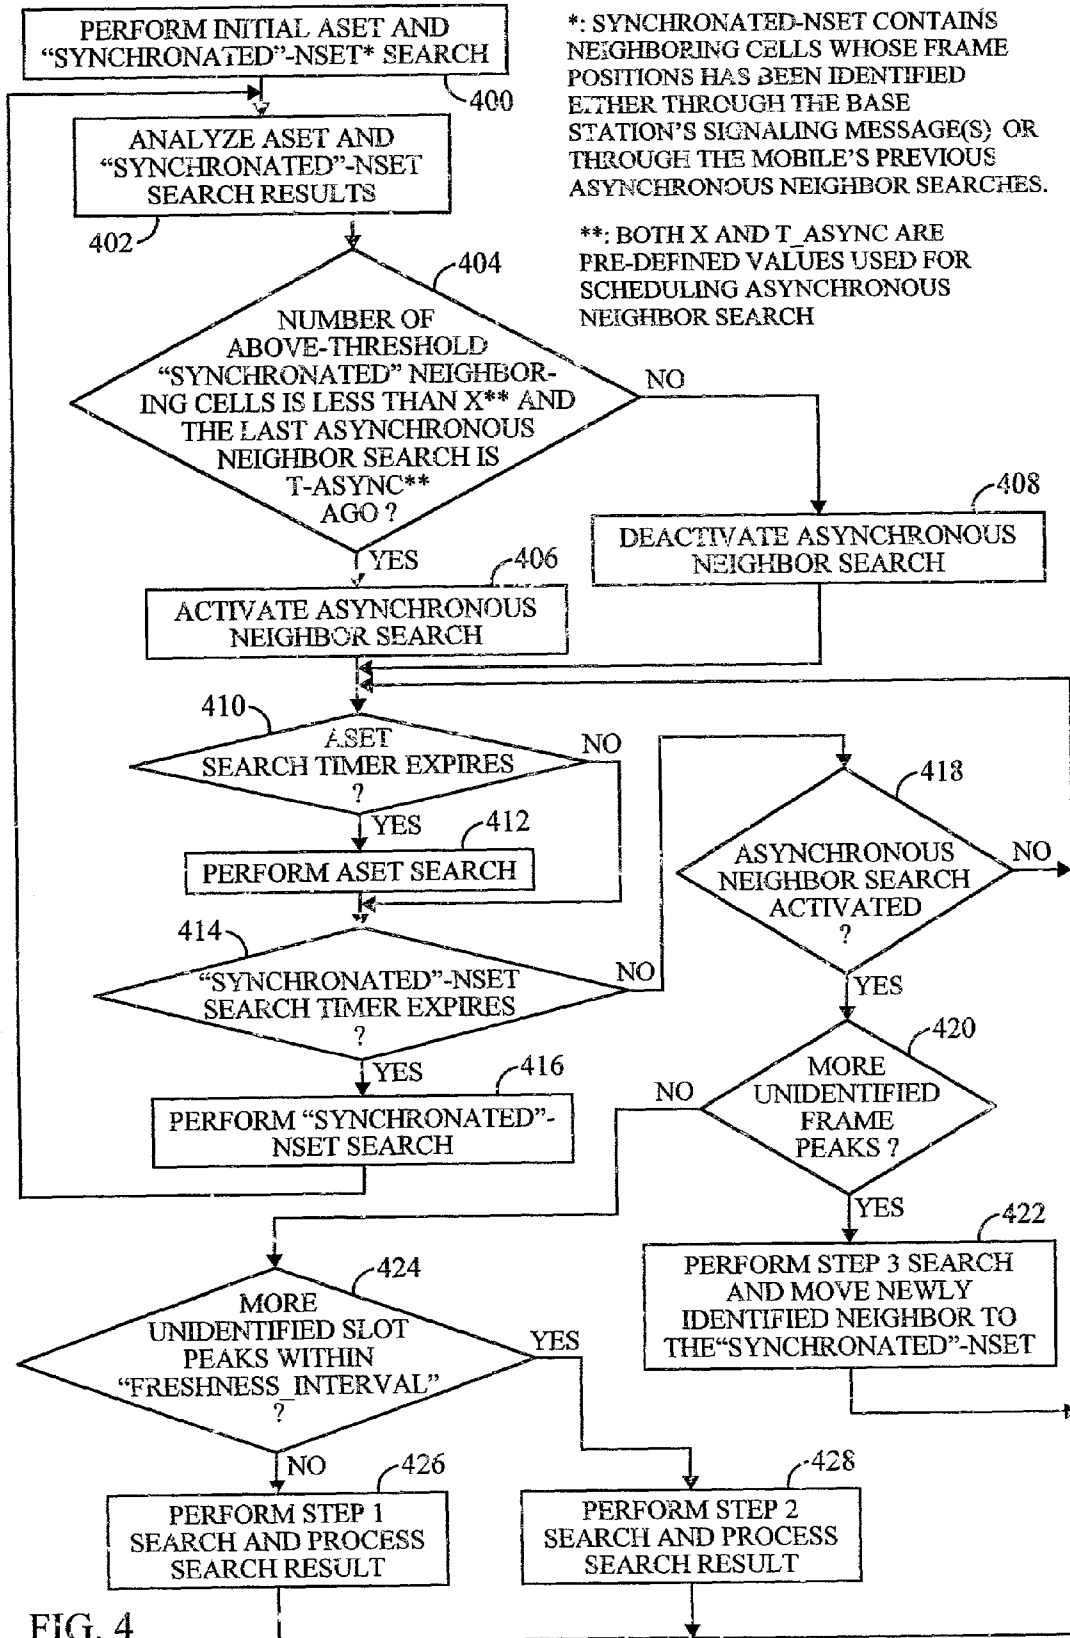 PERFORM INITIAL ASET AND
“SYNCHRONATED”-NSET* SEARCH
400
*: SYNCHRONATED-NSET CONTAINS
NEIGHBORING CELLS WHOSE FRAME
POSITIONS HAS BEEN IDENTIFIED
EITHER THROUGH THE BASE
STATION'S SIGNALING MESSAGE(S) OR
THROUGH THE MOBILE'S PREVIOUS
ASYNCHRONOUS NEIGHBOR SEARCHES.
ANALYZE ASET AND
“SYNCHRONATED”-NSET
SEARCH RESULTS
402
**: BOTH X AND T_ASYNC ARE
PRE-DEFINED VALUES USED FOR
SCHEDULING ASYNCHRONOUS
NEIGHBOR SEARCH
404
NUMBER OF
ABOVE-THRESHOLD
“SYNCHRONATED” NEIGHBOR-
ING CELLS IS LESS THAN X** AND
THE LAST ASYNCHRONOUS
NEIGHBOR SEARCH IS
T-ASYNC**
AGO ?
NO
YES
408
DEACTIVATE ASYNCHRONOUS
NEIGHBOR SEARCH
406
ACTIVATE ASYNCHRONOUS
NEIGHBOR SEARCH
410
ASET
SEARCH TIMER EXPIRES
?
NO
YES
412
PERFORM ASET SEARCH
414
“SYNCHRONATED”-NSET
SEARCH TIMER EXPIRES
?
NO
YES
416
PERFORM “SYNCHRONATED”-
NSET SEARCH
418
ASYNCHRONOUS
NEIGHBOR SEARCH
ACTIVATED
?
NO
YES
420
MORE
UNIDENTIFIED
FRAME
PEAKS ?
NO
YES
422
PERFORM STEP 3 SEARCH
AND MOVE NEWLY
IDENTIFIED NEIGHBOR TO
THE“SYNCHRONATED”-NSET
424
MORE
UNIDENTIFIED SLOT
PEAKS WITHIN
“FRESHNESS_INTERVAL”
?
YES
NO
426
PERFORM STEP 1
SEARCH AND PROCESS
SEARCH RESULT
428
PERFORM STEP 2
SEARCH AND PROCESS
SEARCH RESULT
FIG. 4